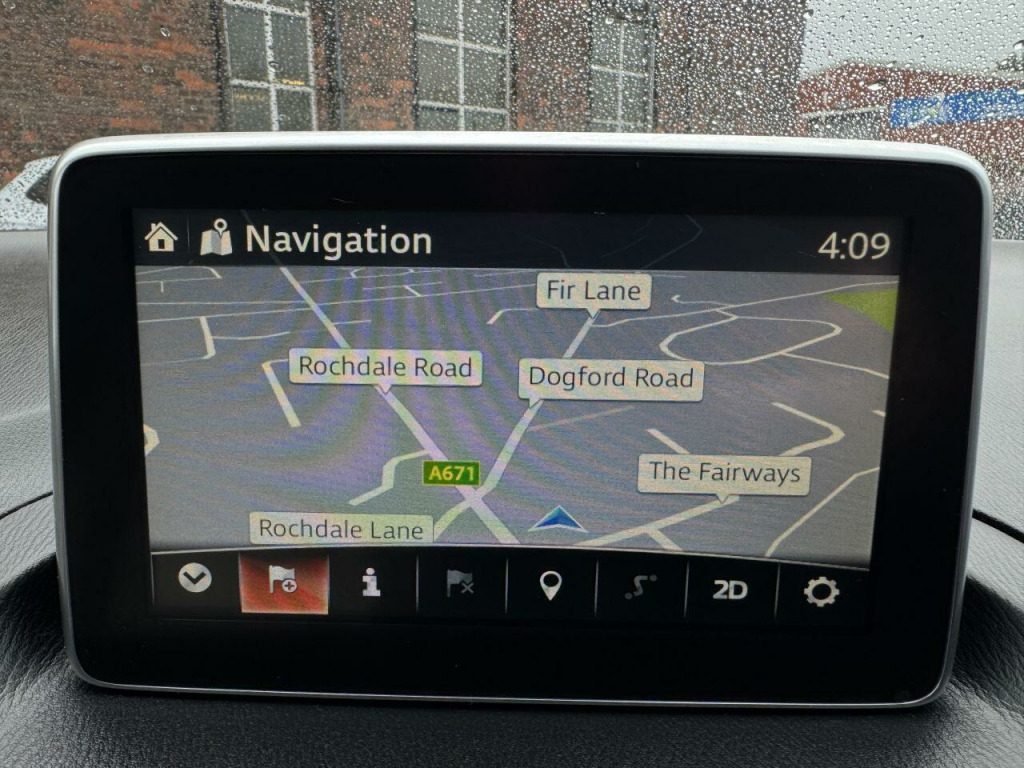 Navigation
4:09
Fir Lane
Rochdale Road
Dogford Road
A671
The Fairways
Rochdale Lane
2D